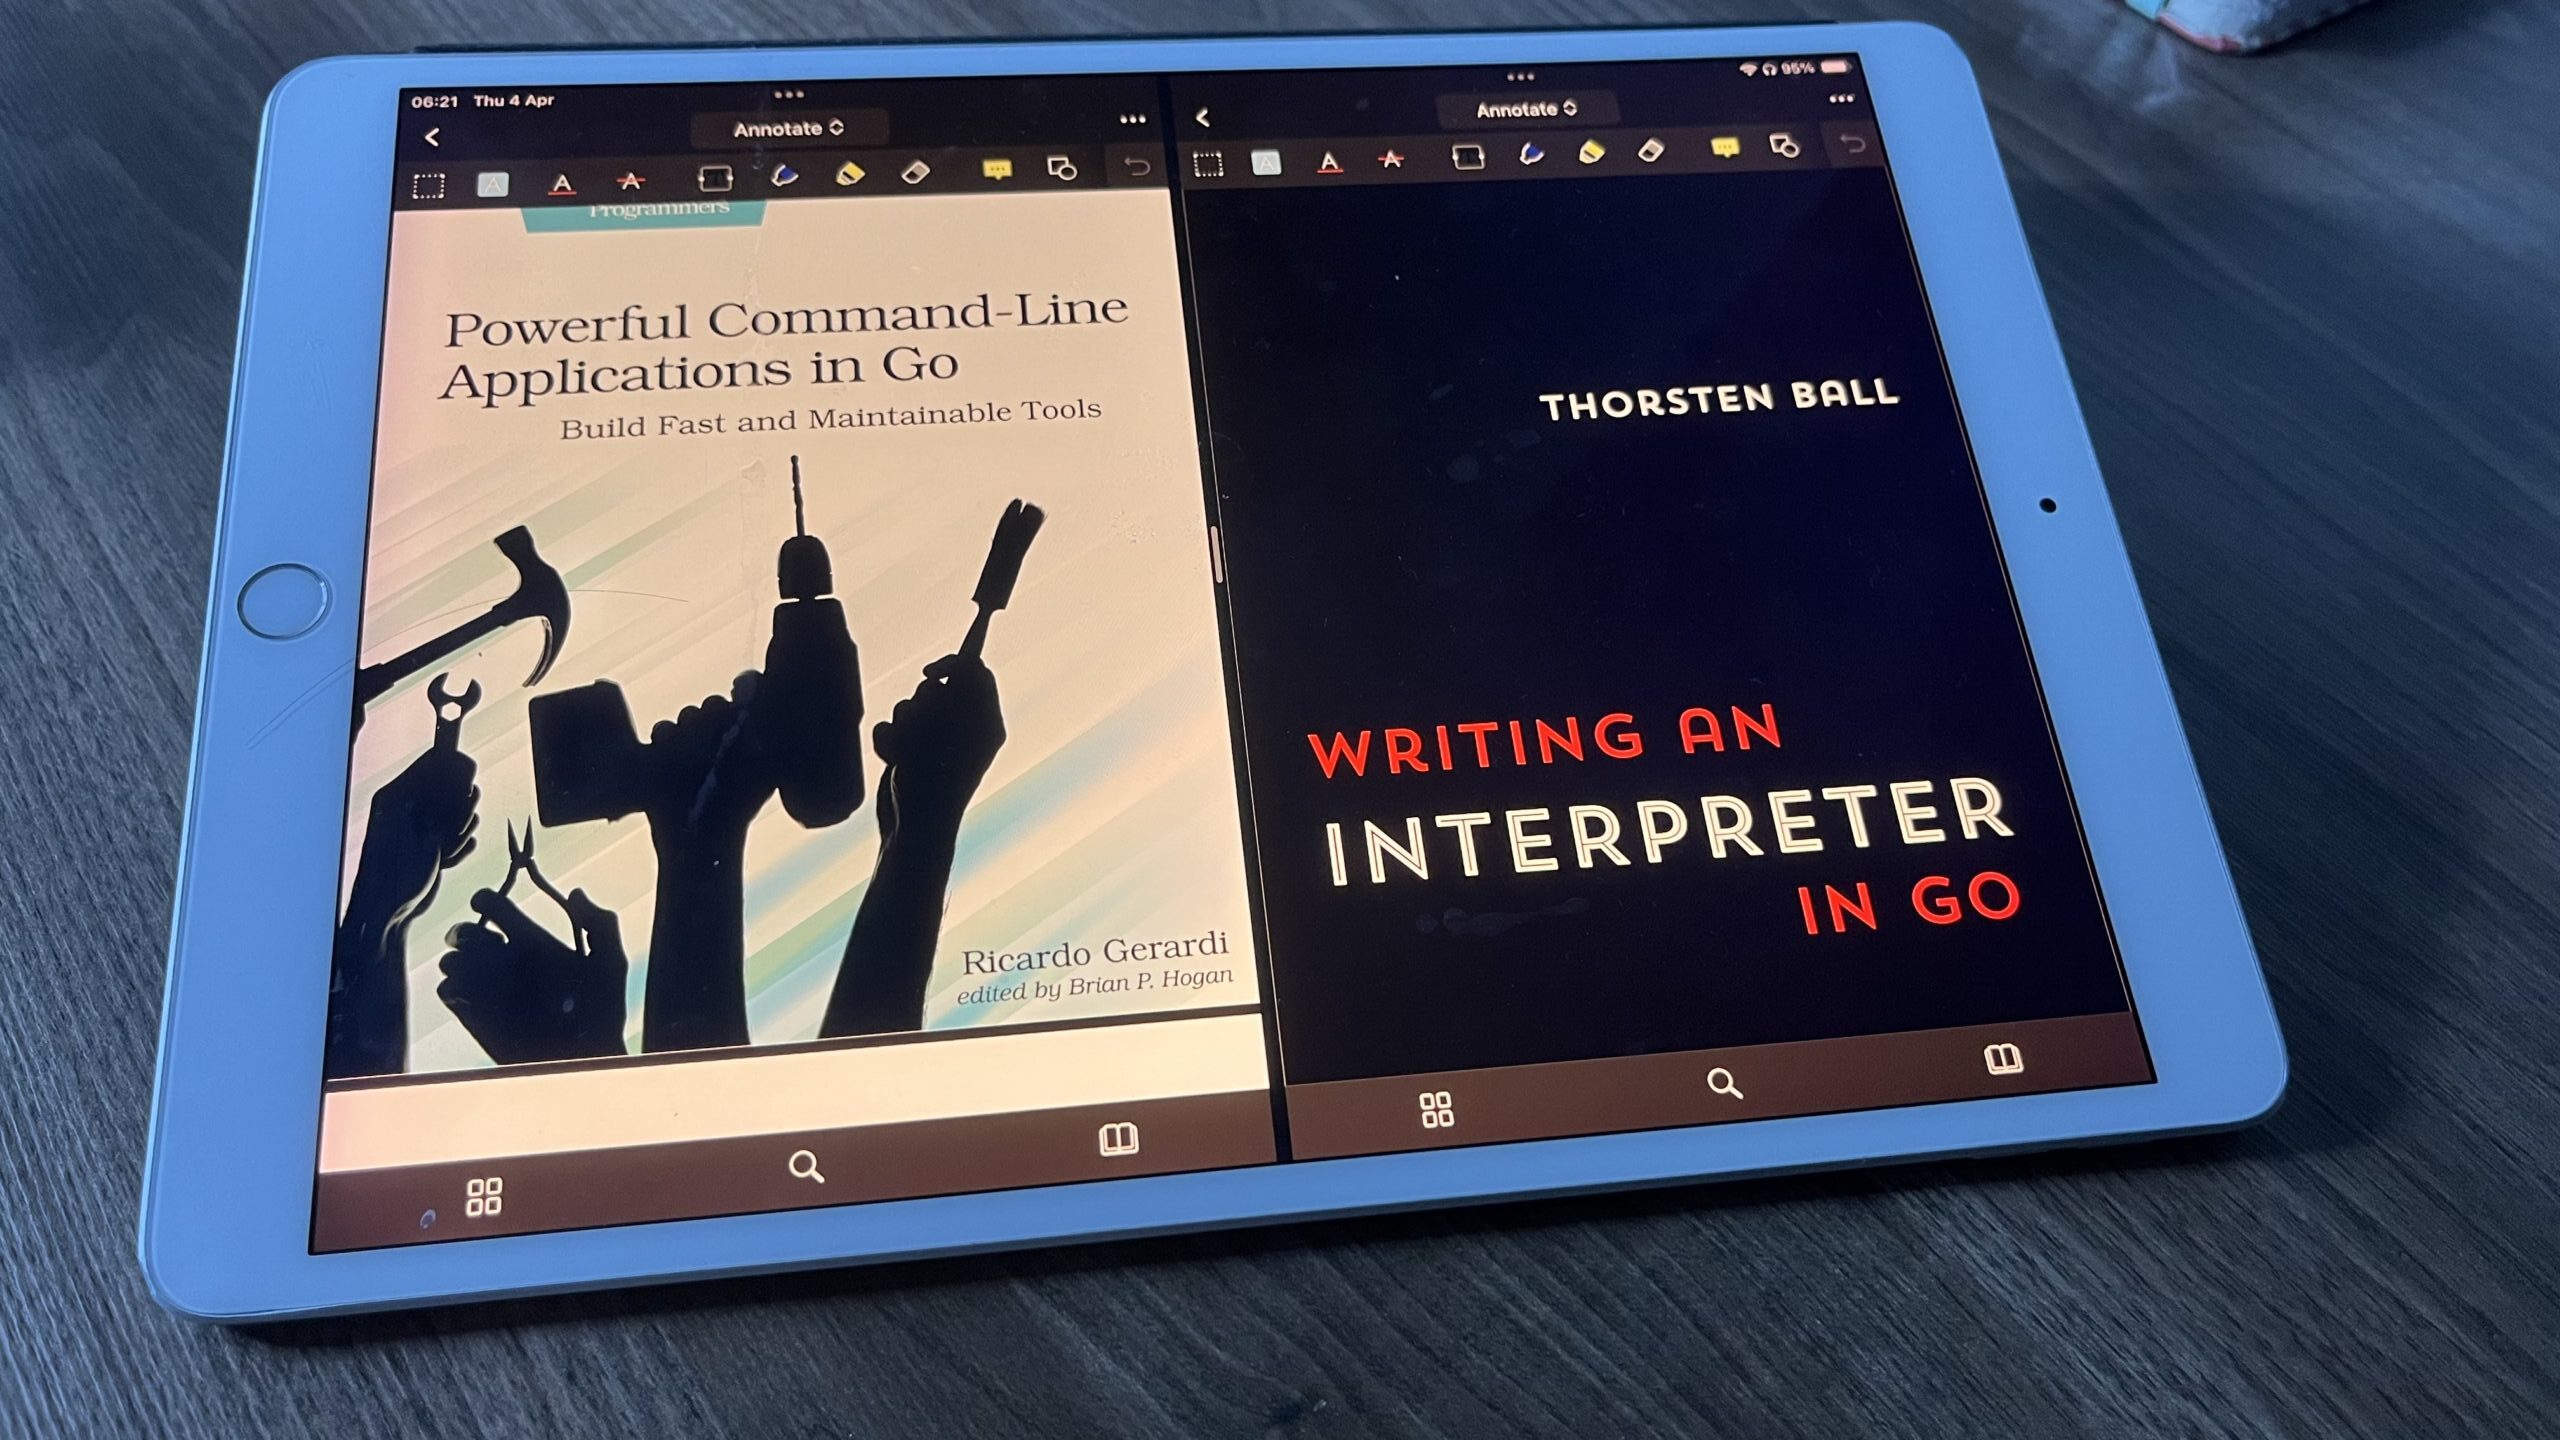 06:21 Thu 4 Apr
Annotate
Programmers
Powerful Command-Line
Applications in Go
Build Fast and Maintainable Tools
Ricardo Gerardi
edited by Brian P. Hogan
95%
Annotate
THORSTEN BALL
WRITING AN
INTERPRETER
IN GO